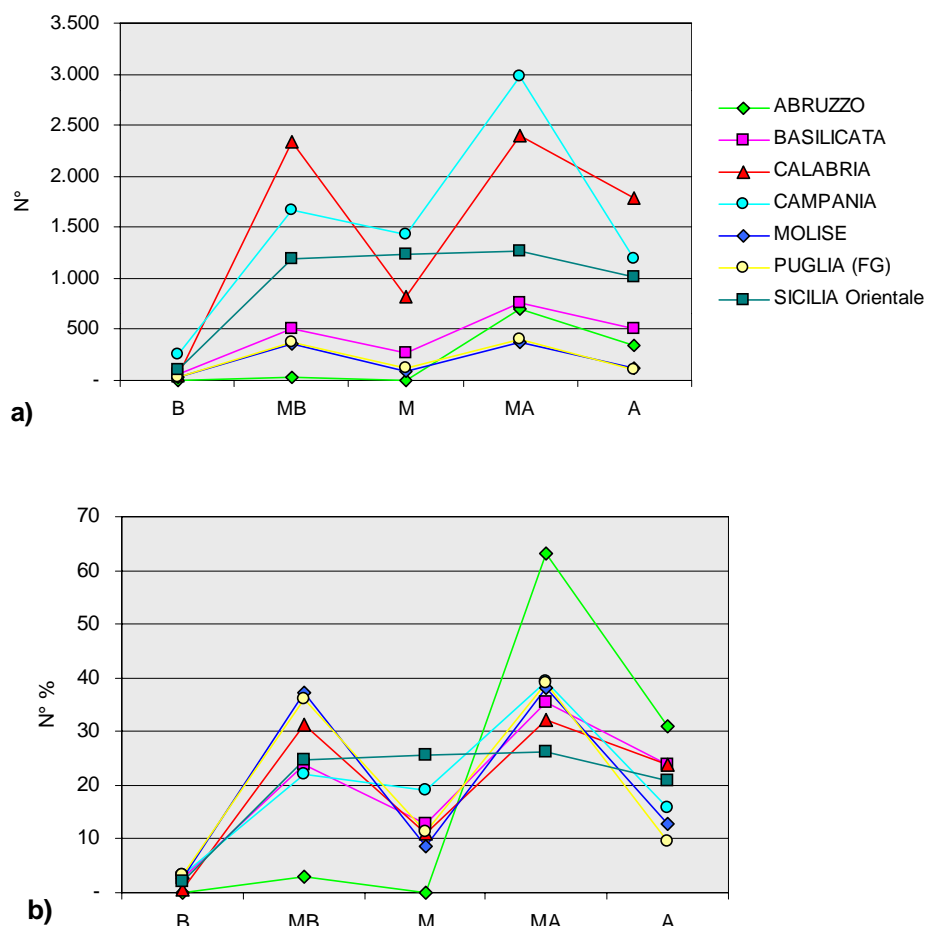 3.500
3.000
2.500
2.000
1.500
1.000
500
-
N°
B MB M MA A
a)
ABRUZZO
BASILICATA
CALABRIA
CAMPANIA
MOLISE
PUGLIA (FG)
SICILIA Orientale
70
60
50
40
30
20
10
-
N° %
B MB M MA A
b)